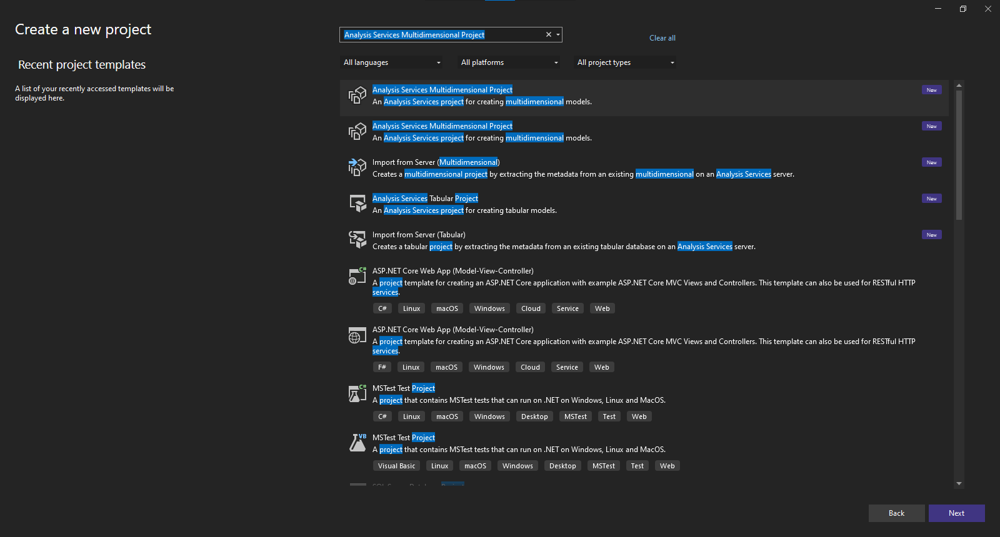 Create a new project
Recent project templates
A list of your recently accessed templates will be
displayed here.
Analysis Services Multidimensional Project
Clear all
All languages
All platforms
All project types
Analysis Services Multidimensional Project
New
An Analysis Services project for creating multidimensional models.
Analysis Services Multidimensional Project
New
An Analysis Services project for creating multidimensional models.
Import from Server (Multidimensional)
New
Creates a multidimensional project by extracting the metadata from an existing multidimensional on an Analysis Services server.
Analysis Services Tabular Project
New
An Analysis Services project for creating tabular models.
Import from Server (Tabular)
New
Creates a tabular project by extracting the metadata from an existing tabular database on an Analysis Services server.
C#
ASP.NET Core Web App (Model-View-Controller)
A project template for creating an ASP.NET Core application with example ASP.NET Core MVC Views and Controllers. This template can also be used for RESTful HTTP
services.
C# Linux macOS Windows Cloud Service Web
ASP.NET Core Web App (Model-View-Controller)
A project template for creating an ASP.NET Core application with example ASP.NET Core MVC Views and Controllers. This template can also be used for RESTful HTTP
services.
F# Linux macOS Windows Cloud Service Web
C#
MSTest Test Project
A project that contains MSTest tests that can run on .NET on Windows, Linux and MacOS.
C# Linux macOS Windows Desktop MSTest Test Web
VB
MSTest Test Project
A project that contains MSTest tests that can run on .NET on Windows, Linux and MacOS.
Visual Basic Linux macOS Windows Desktop MSTest Test Web
SQL Server Database Project
Back
Next